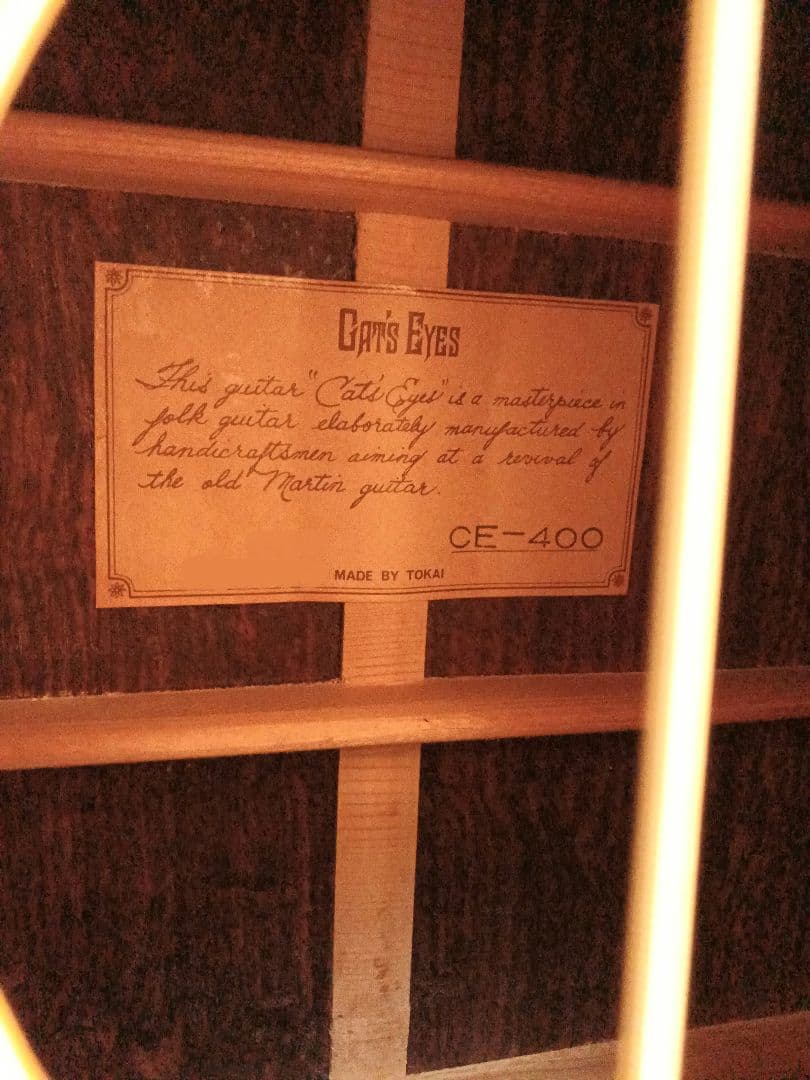 CAT'S EYES
This guitar "Cat's Eyes" is a masterpiece in
folk guitar elaborately manufactured by
handicraftsmen aiming at a revival of
the old Martin guitar.
CE-400
MADE BY TOKAI